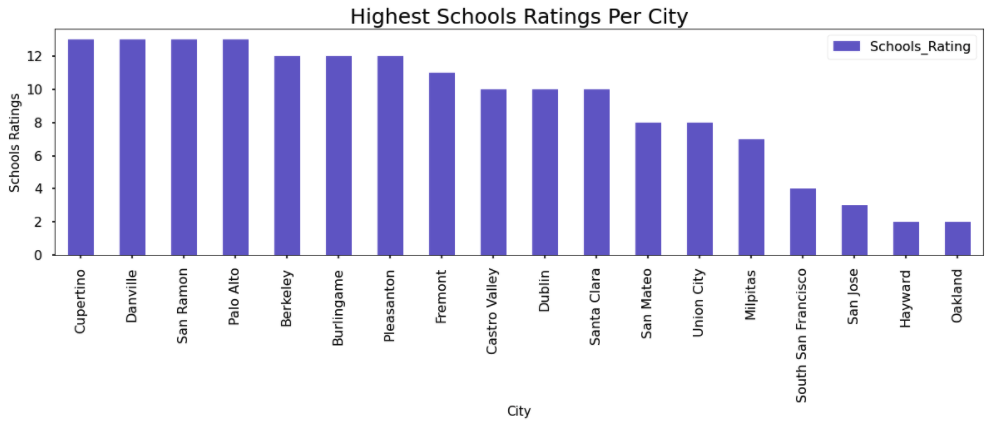 Highest Schools Ratings Per City
Schools_Rating
Schools Ratings
12
10
8
6
4
2
0
Cupertino
Danville
San Ramon
Palo Alto
Berkeley
Burlingame
Pleasanton
Fremont
Castro Valley
Dublin
Santa Clara
San Mateo
Union City
Milpitas
South San Francisco
San Jose
Hayward
Oakland
City